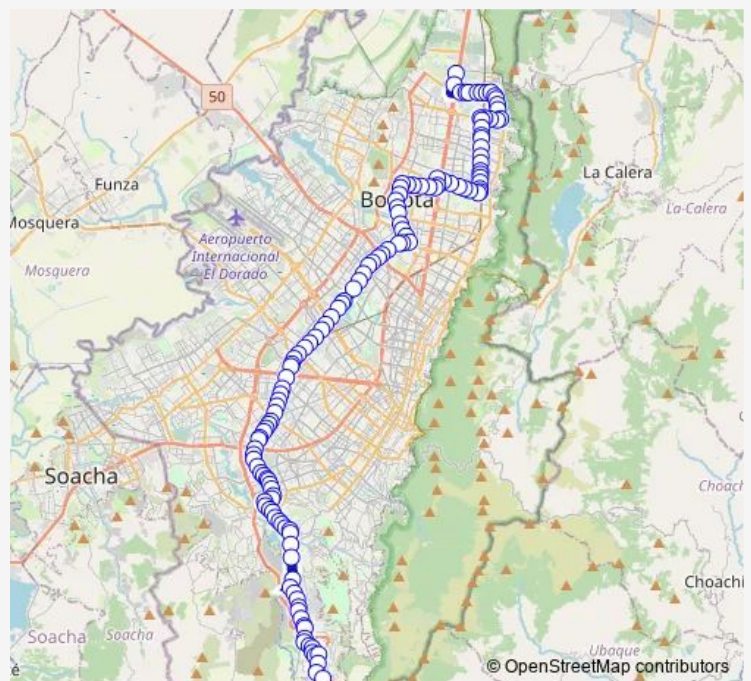 50
Funza
La Calera
Bogotá
Mosquera
La-Calera
Aeropuerto
Internacional
El Dorado
Mosquera
Soacha
Choach
Choachí
Soacha
Soacha
Ubaque
é
© OpenStreetMap contributors